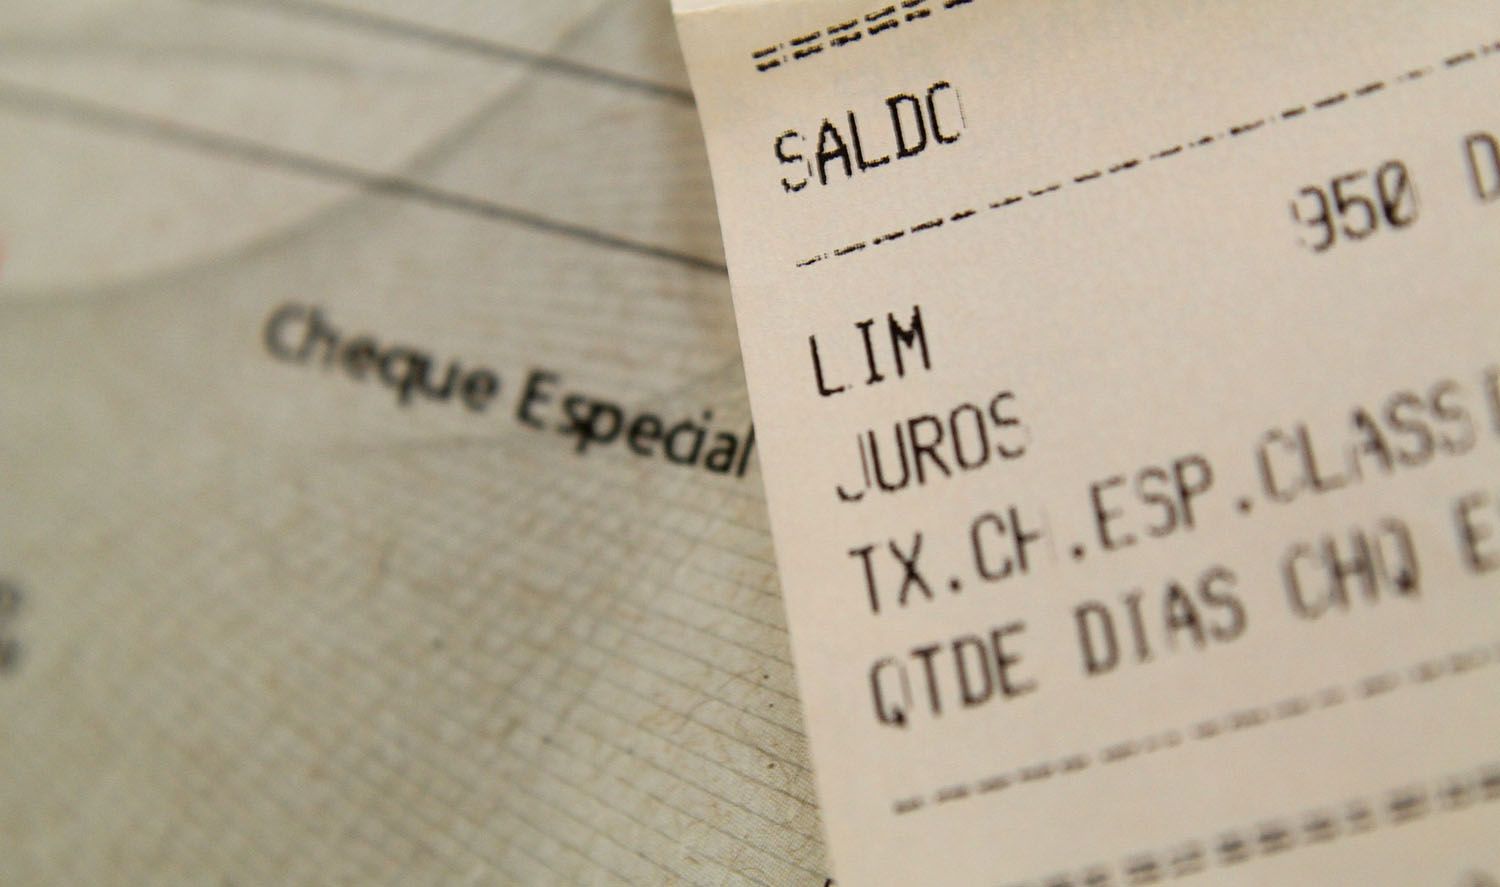 Cheque Especial
SALDO
950 D
LIM
JUROS
TX.CH.ESP.CLASS
QTDE DIAS CHQ E